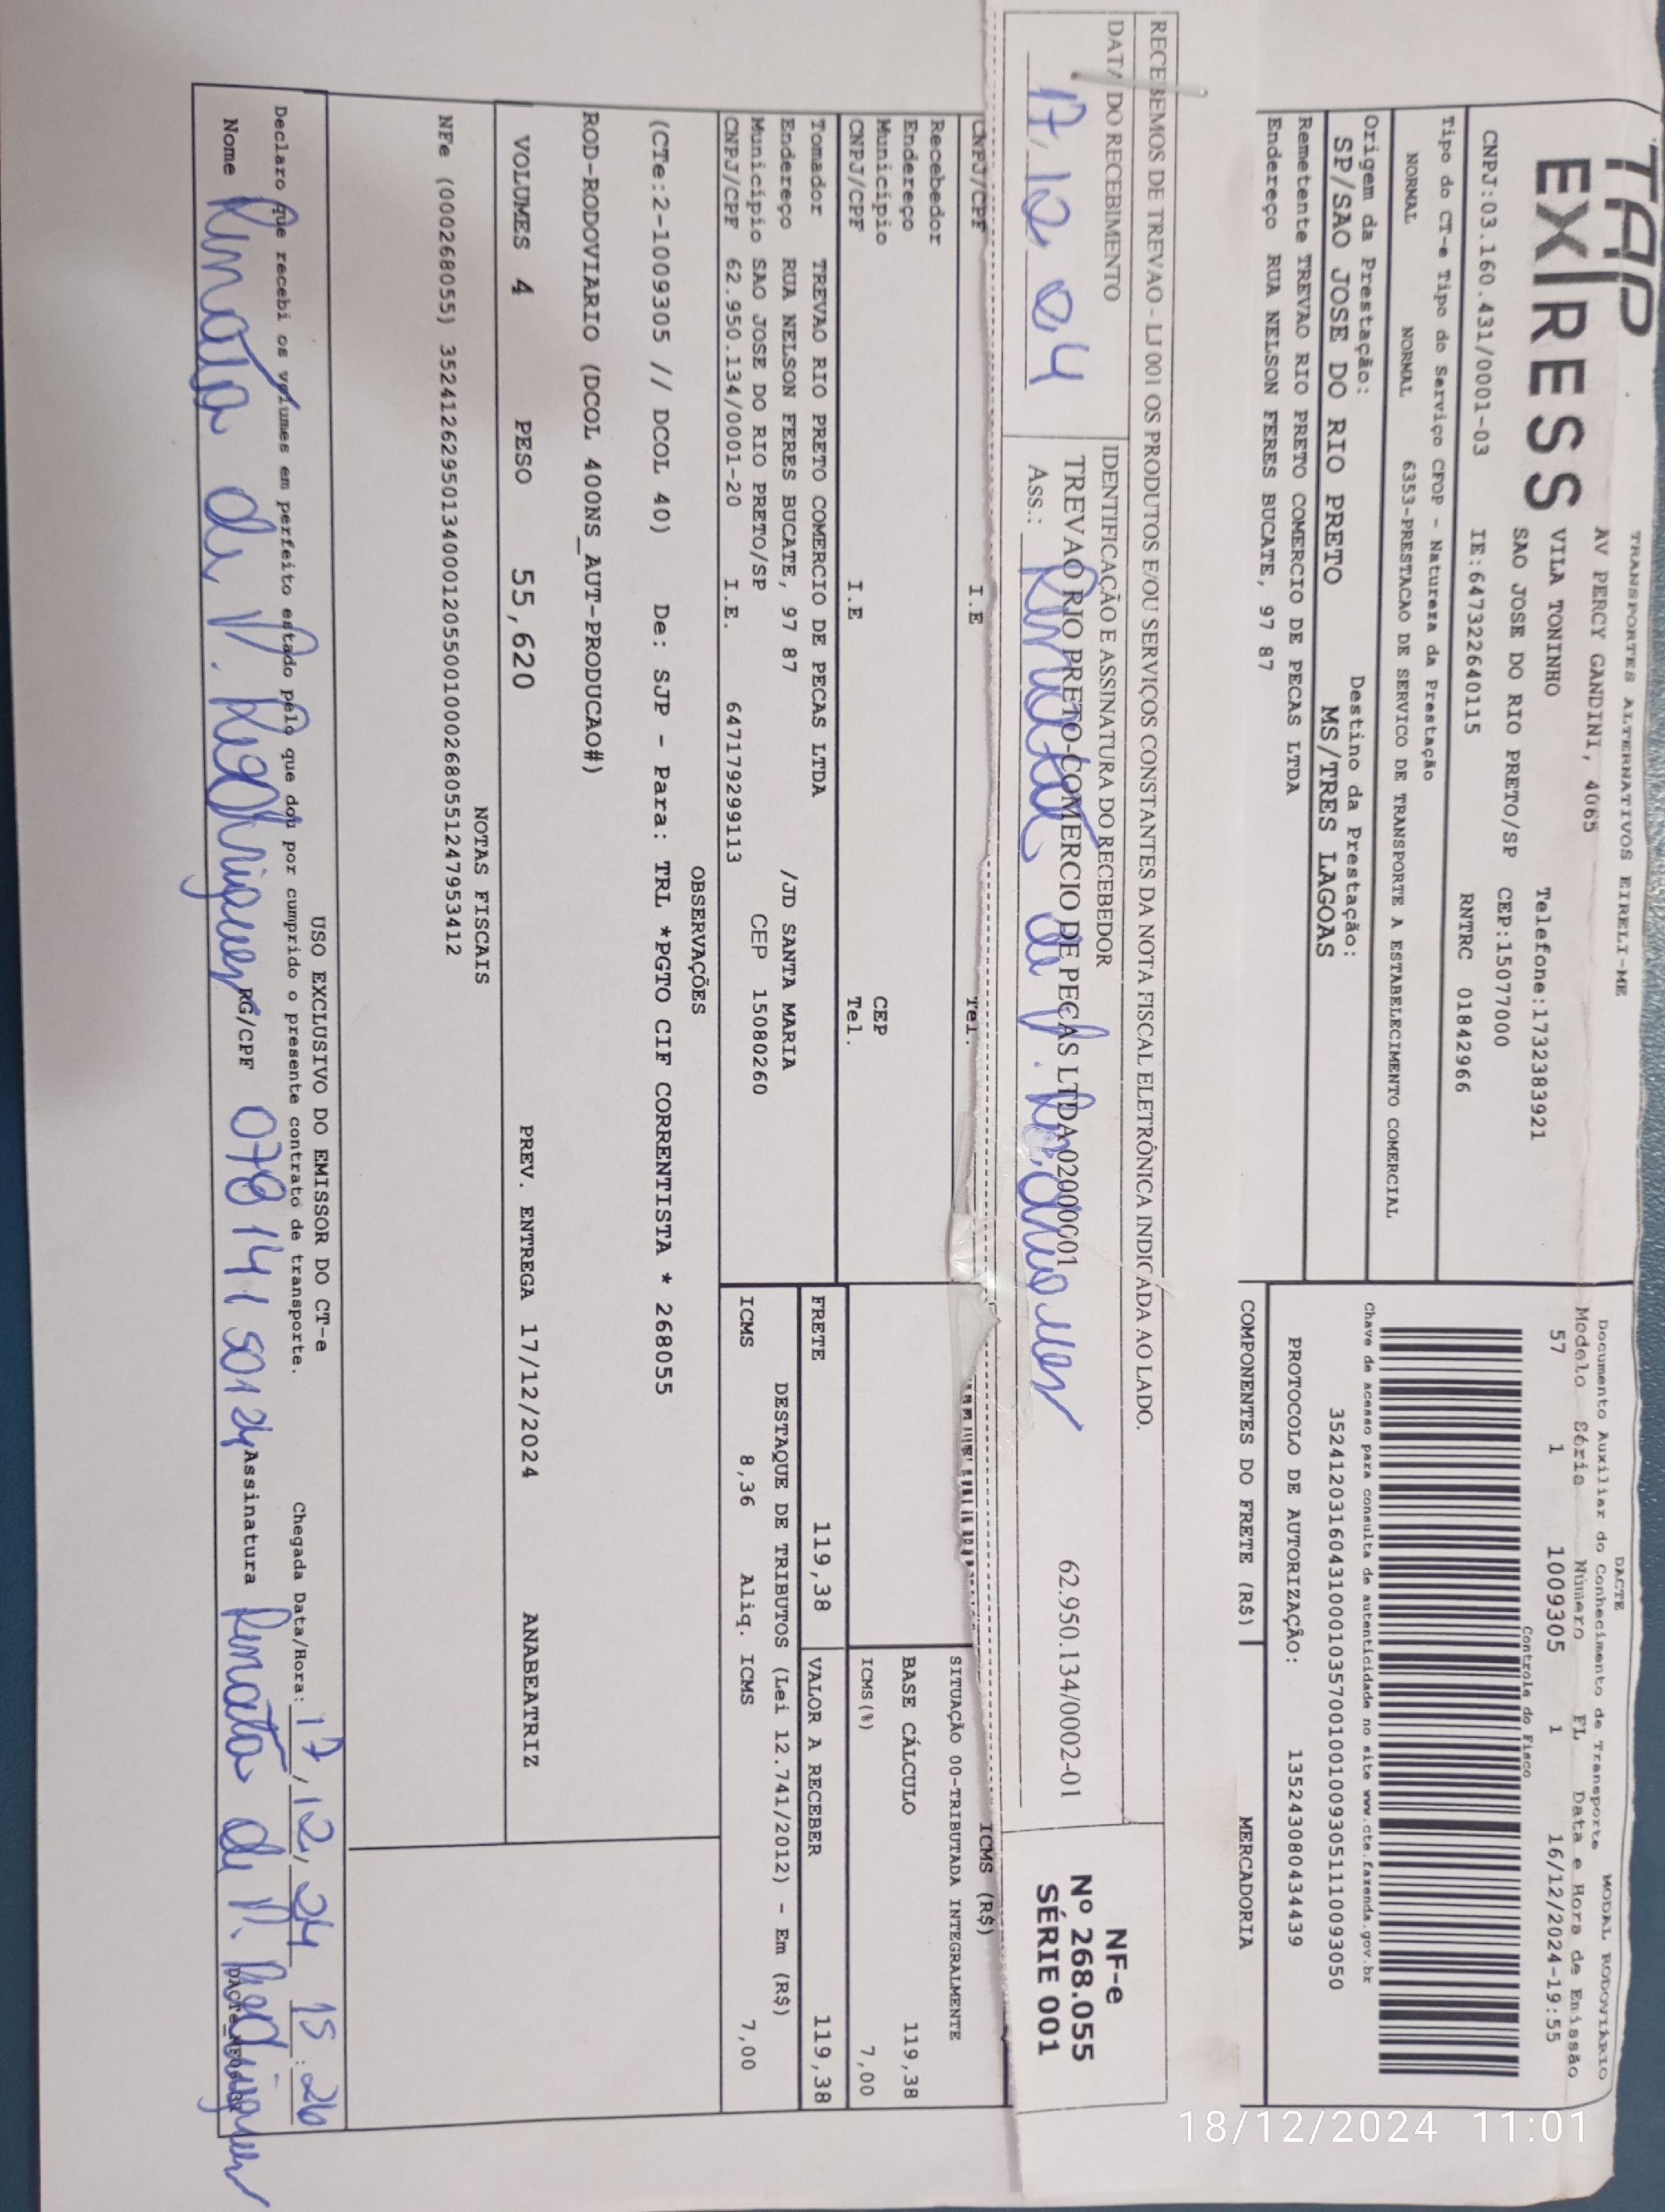 TAP
EXPRESS
TRANSPORTES ALTERNATIVOS EIRELI-ME
AV PERCY GANDINI, 4065
VILA TONINHO
Telefone:1732383921
SAO JOSE DO RIO PRETO/SP CEP:15077000
CNPJ:03.160.431/0001-03 IE:647322640115 RNTRC 01842966
DACTE MODAL RODOVIÁRIO
Documento Auxiliar do Conhecimento de Transporte
Modelo Série Número FL Data e Hora de Emissão
57 1 1009305 1 16/12/2024-19:55
Controle do Fisco
Tipo do CT-e Tipo do Serviço CFOP - Natureza da Prestação
NORMAL NORMAL 6353-PRESTACAO DE SERVICO DE TRANSPORTE A ESTABELECIMENTO COMERCIAL
Origem da Prestação: Destino da Prestação:
SP/SAO JOSE DO RIO PRETO MS/TRES LAGOAS
Chave de acesso para consulta de autenticidade no site www.cte.fazenda.gov.br
35241203160431000103570010010093051110093050
Remetente TREVAO RIO PRETO COMERCIO DE PECAS LTDA
Endereço RUA NELSON FERES BUCATE, 97 87
PROTOCOLO DE AUTORIZAÇÃO: 135243080434439
COMPONENTES DO FRETE (R$) MERCADORIA
RECEBEMOS DE TREVAO - LJ 001 OS PRODUTOS E/OU SERVIÇOS CONSTANTES DA NOTA FISCAL ELETRÔNICA INDICADA AO LADO.
DATA DO RECEBIMENTO
17, 12, 24
IDENTIFICAÇÃO E ASSINATURA DO RECEBEDOR
TREVAO RIO PRETO-COMERCIO DE PECAS LTDA 02000001 62.950.134/0002-01
Ass.: Renata de V. Rodrigues
NF-e
Nº 268.055
SÉRIE 001
CNPJ/CPF I.E Tel. ICMS (R$)
Recebedor
Endereço
Município CEP
CNPJ/CPF I.E Tel.
SITUAÇÃO 00-TRIBUTADA INTEGRALMENTE
BASE CÁLCULO 119,38
ICMS(%) 7,00
Tomador TREVAO RIO PRETO COMERCIO DE PECAS LTDA
Endereço RUA NELSON FERES BUCATE, 97 87 /JD SANTA MARIA
Município SAO JOSE DO RIO PRETO/SP CEP 15080260
CNPJ/CPF 62.950.134/0001-20 I.E. 647179299113
FRETE 119,38 VALOR A RECEBER 119,38
DESTAQUE DE TRIBUTOS (Lei 12.741/2012) - Em (R$)
ICMS 8,36 Aliq. ICMS 7,00
OBSERVAÇÕES
(CTe:2-1009305 // DCOL 40) De: SJP - Para: TRL *PGTO CIF CORRENTISTA * 268055
ROD-RODOVIARIO (DCOL 400NS_AUT-PRODUCAO#)
VOLUMES 4 PESO 55,620 PREV. ENTREGA 17/12/2024 ANABEATRIZ
NOTAS FISCAIS
NFe (000268055) 35241262950134000120550010002680551247953412
USO EXCLUSIVO DO EMISSOR DO CT-e
Declaro que recebi os volumes em perfeito estado pelo que dou por cumprido o presente contrato de transporte. Chegada Data/Hora: 17, 12, 24 15:26
Nome Renata de V. Rodrigues RG/CPF 078 141 501 24 Assinatura Renata de V. Rodrigues
18/12/2024 11:01